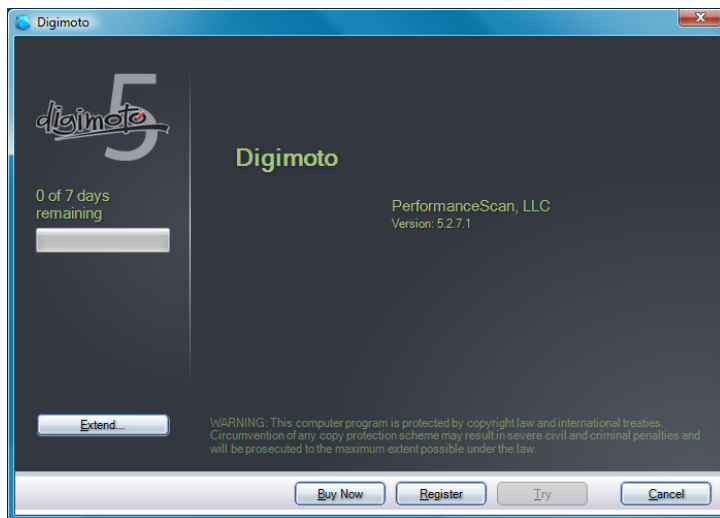 Digimoto
5
digimoto
0 of 7 days
remaining
Digimoto
PerformanceScan, LLC
Version: 5.2.7.1
Extend...
WARNING: This computer program is protected by copyright law and international treaties.
Circumvention of any copy protection scheme may result in severe civil and criminal penalties and
will be prosecuted to the maximum extent possible under the law.
Buy Now
Register
Try
Cancel